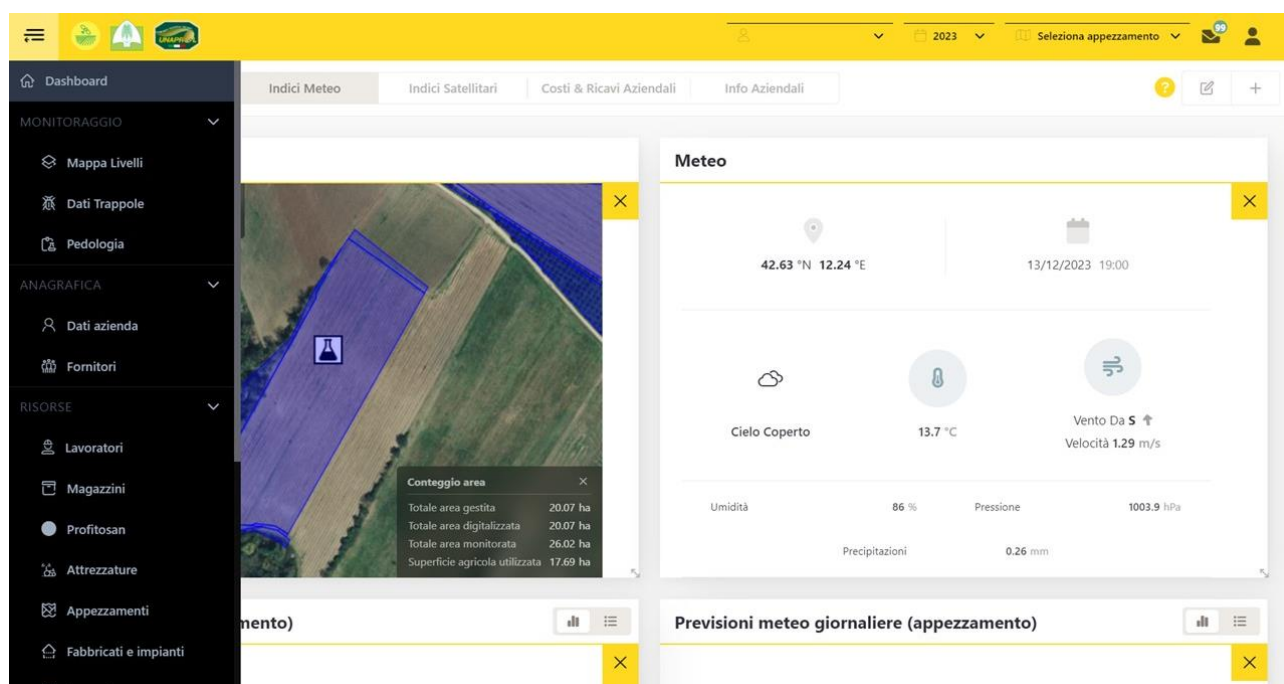 UNAPROL
2023
Seleziona appezzamento
99
Dashboard
Indici Meteo
Indici Satellitari
Costi & Ricavi Aziendali
Info Aziendali
?
MONITORAGGIO
Mappa Livelli
Dati Trappole
Pedologia
ANAGRAFICA
Dati azienda
Fornitori
RISORSE
Lavoratori
Magazzini
Profitosan
Attrezzature
Appezzamenti
Fabbricati e impianti
Conteggio area
Totale area gestita 20.07 ha
Totale area digitalizzata 20.07 ha
Totale area monitorata 26.02 ha
Superficie agricola utilizzata 17.69 ha
Meteo
42.63 °N 12.24 °E
13/12/2023 19:00
Cielo Coperto
13.7 °C
Vento Da S
Velocità 1.29 m/s
Umidità 86 %
Pressione 1003.9 hPa
Precipitazioni 0.26 mm
mento)
Previsioni meteo giornaliere (appezzamento)